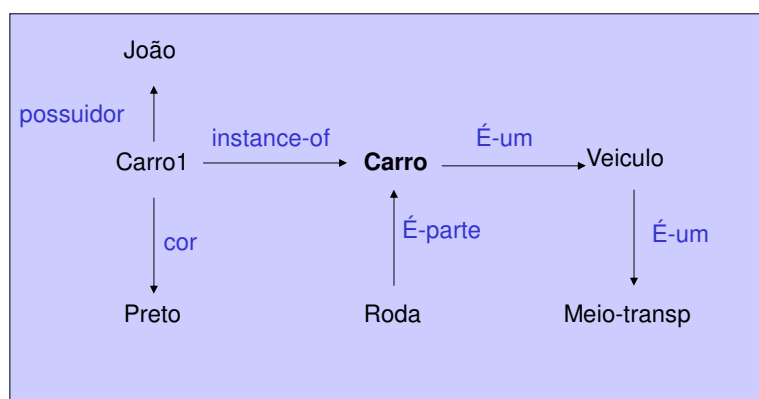 João
possuidor
instance-of
É-um
Carro1
Carro
Veiculo
cor
É-parte
É-um
Preto
Roda
Meio-transp